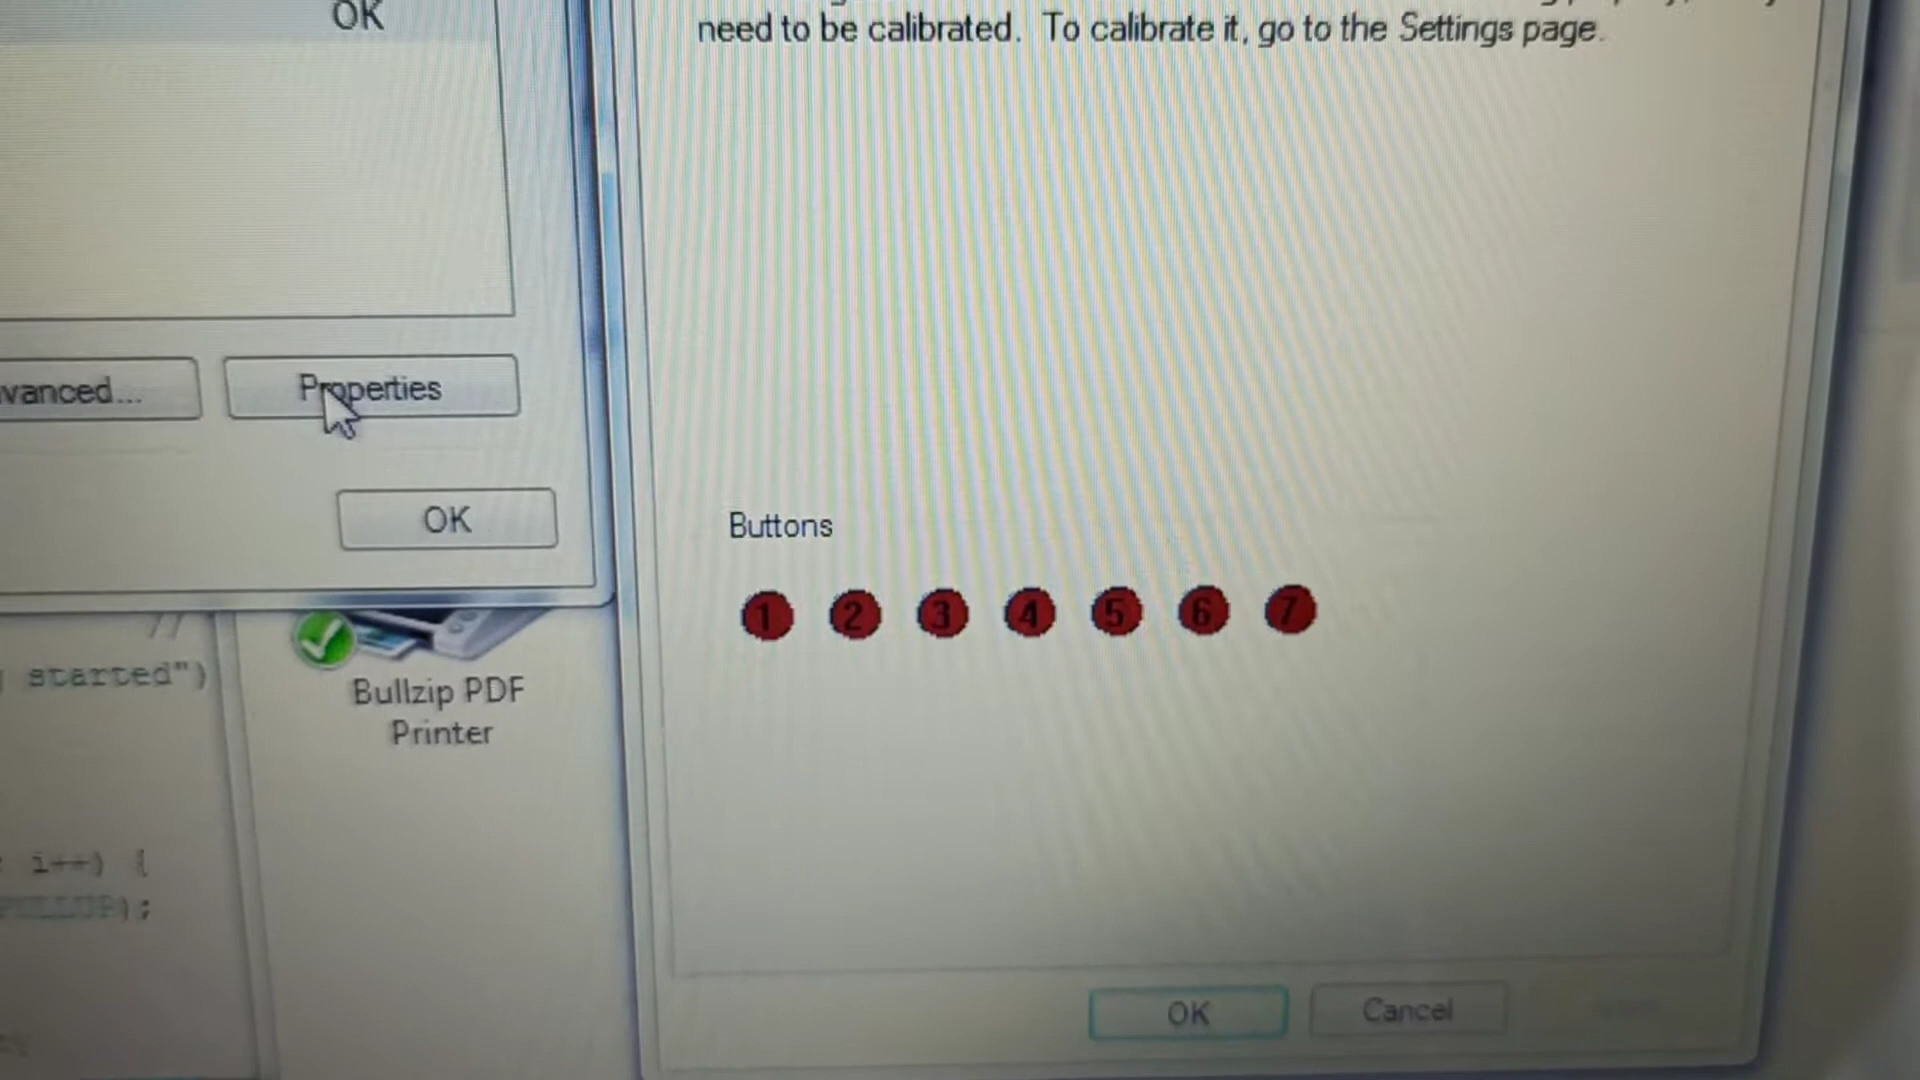 OK
need to be calibrated. To calibrate it, go to the Settings page.
vanced...
Properties
OK
Buttons
1 2 3 4 5 6 7
//
started")
Bullzip PDF
Printer
i++) {
PULLUP);
OK
Cancel